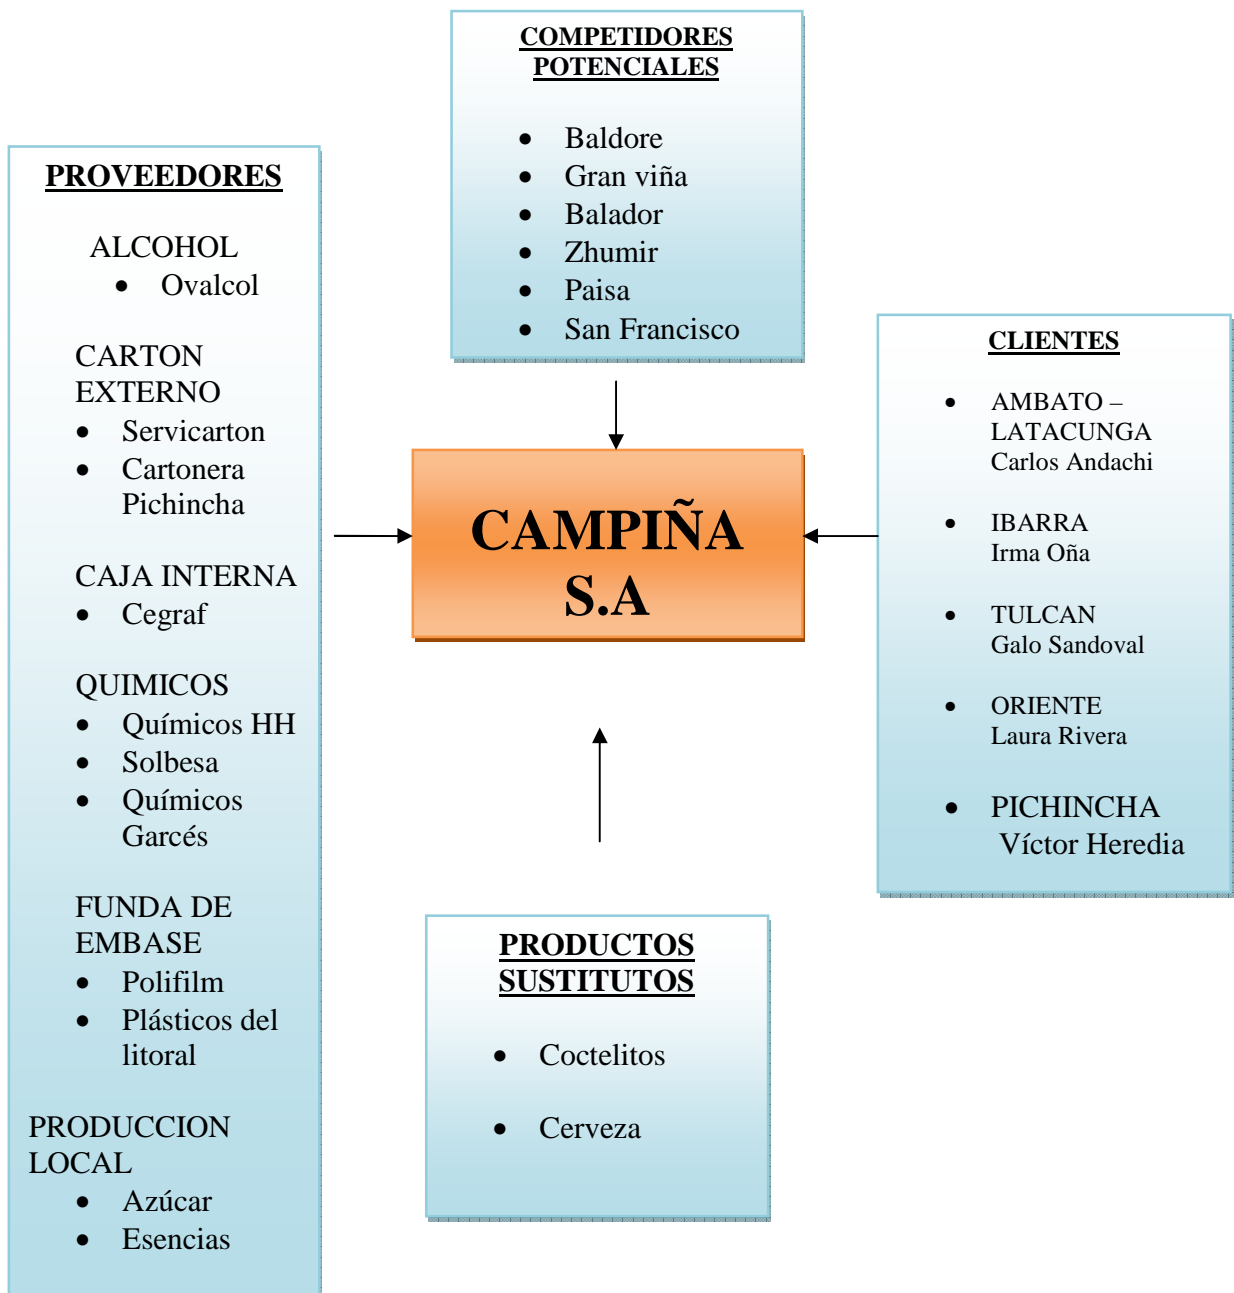 COMPETIDORES
POTENCIALES
• Baldore
• Gran viña
• Balador
• Zhumir
• Paisa
• San Francisco
PROVEEDORES
ALCOHOL
• Ovalcol
CARTON
EXTERNO
• Servicarton
• Cartonera
Pichincha
CAJA INTERNA
• Cegraf
QUIMICOS
• Químicos HH
• Solbesa
• Químicos
Garcés
FUNDA DE
EMBASE
• Polifilm
• Plásticos del
litoral
PRODUCCION
LOCAL
• Azúcar
• Esencias
CAMPIÑA
S.A
CLIENTES
• AMBATO –
LATACUNGA
Carlos Andachi
• IBARRA
Irma Oña
• TULCAN
Galo Sandoval
• ORIENTE
Laura Rivera
• PICHINCHA
Víctor Heredia
PRODUCTOS
SUSTITUTOS
• Coctelitos
• Cerveza